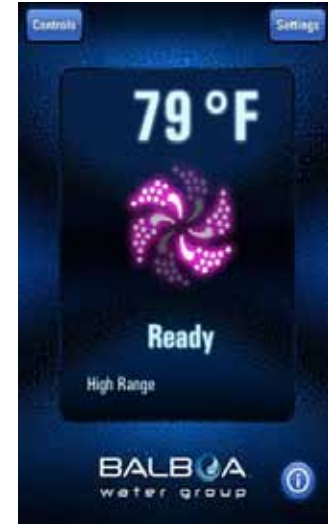 Controls Settings
79 °F
Ready
High Range
BALBOA
water group
i